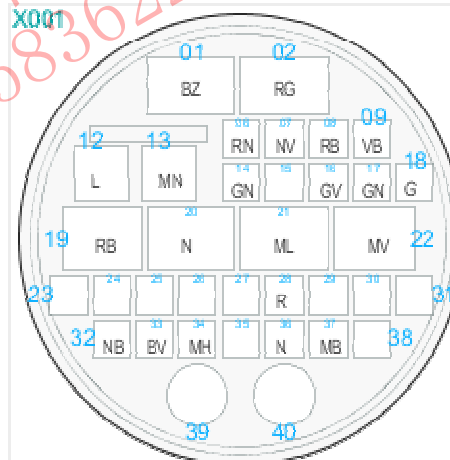 X001
08362
01 02
BZ RG
06 07 08 09
RN NV RB VB
12 13 14 15 16 17 18
L MN GN GV GN G
19 20 21 22
RB N ML MV
23 24 25 26 27 28 29 30 31
R
32 33 34 35 36 37 38
NB BV MH N MB
39 40